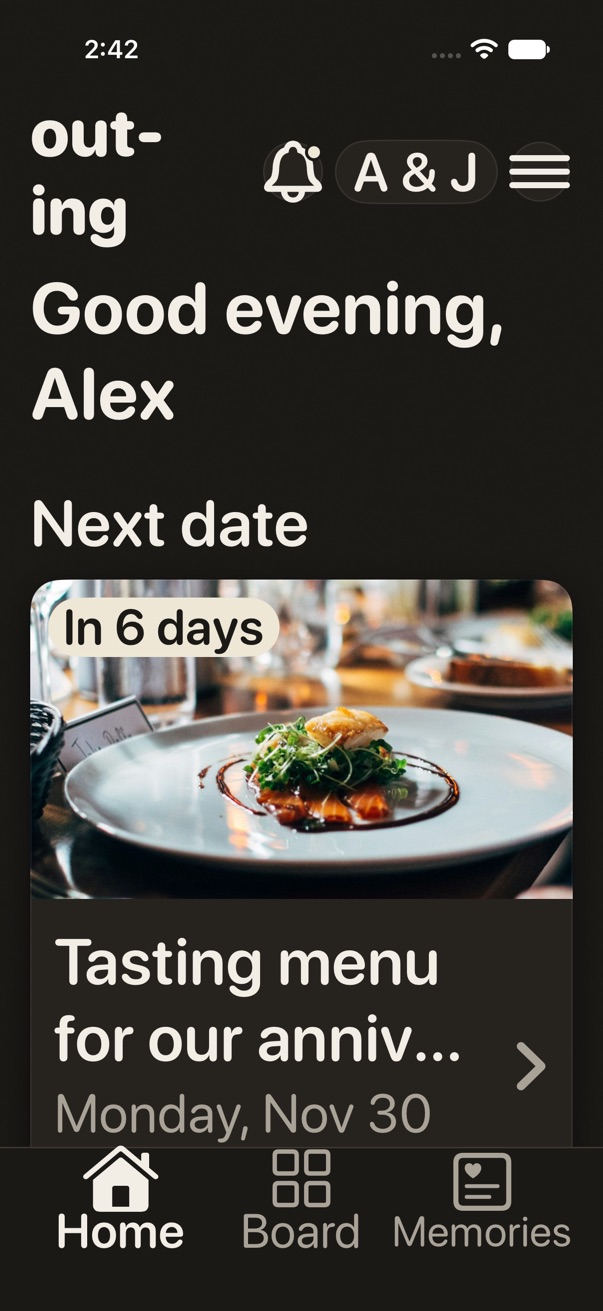 2:42
out-
ing
A & J
Good evening,
Alex
Next date
In 6 days
Tasting menu
for our anniv...
Monday, Nov 30
Home
Board
Memories